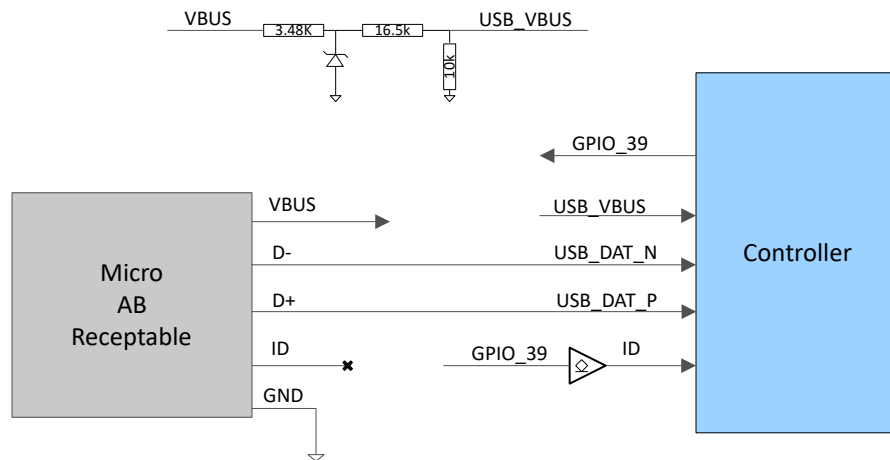 VBUS
3.48K
16.5k
USB_VBUS
10k
GPIO_39
VBUS
USB_VBUS
D-
USB_DAT_N
Micro
AB
Receptable
Controller
D+
USB_DAT_P
ID
GPIO_39
ID
GND